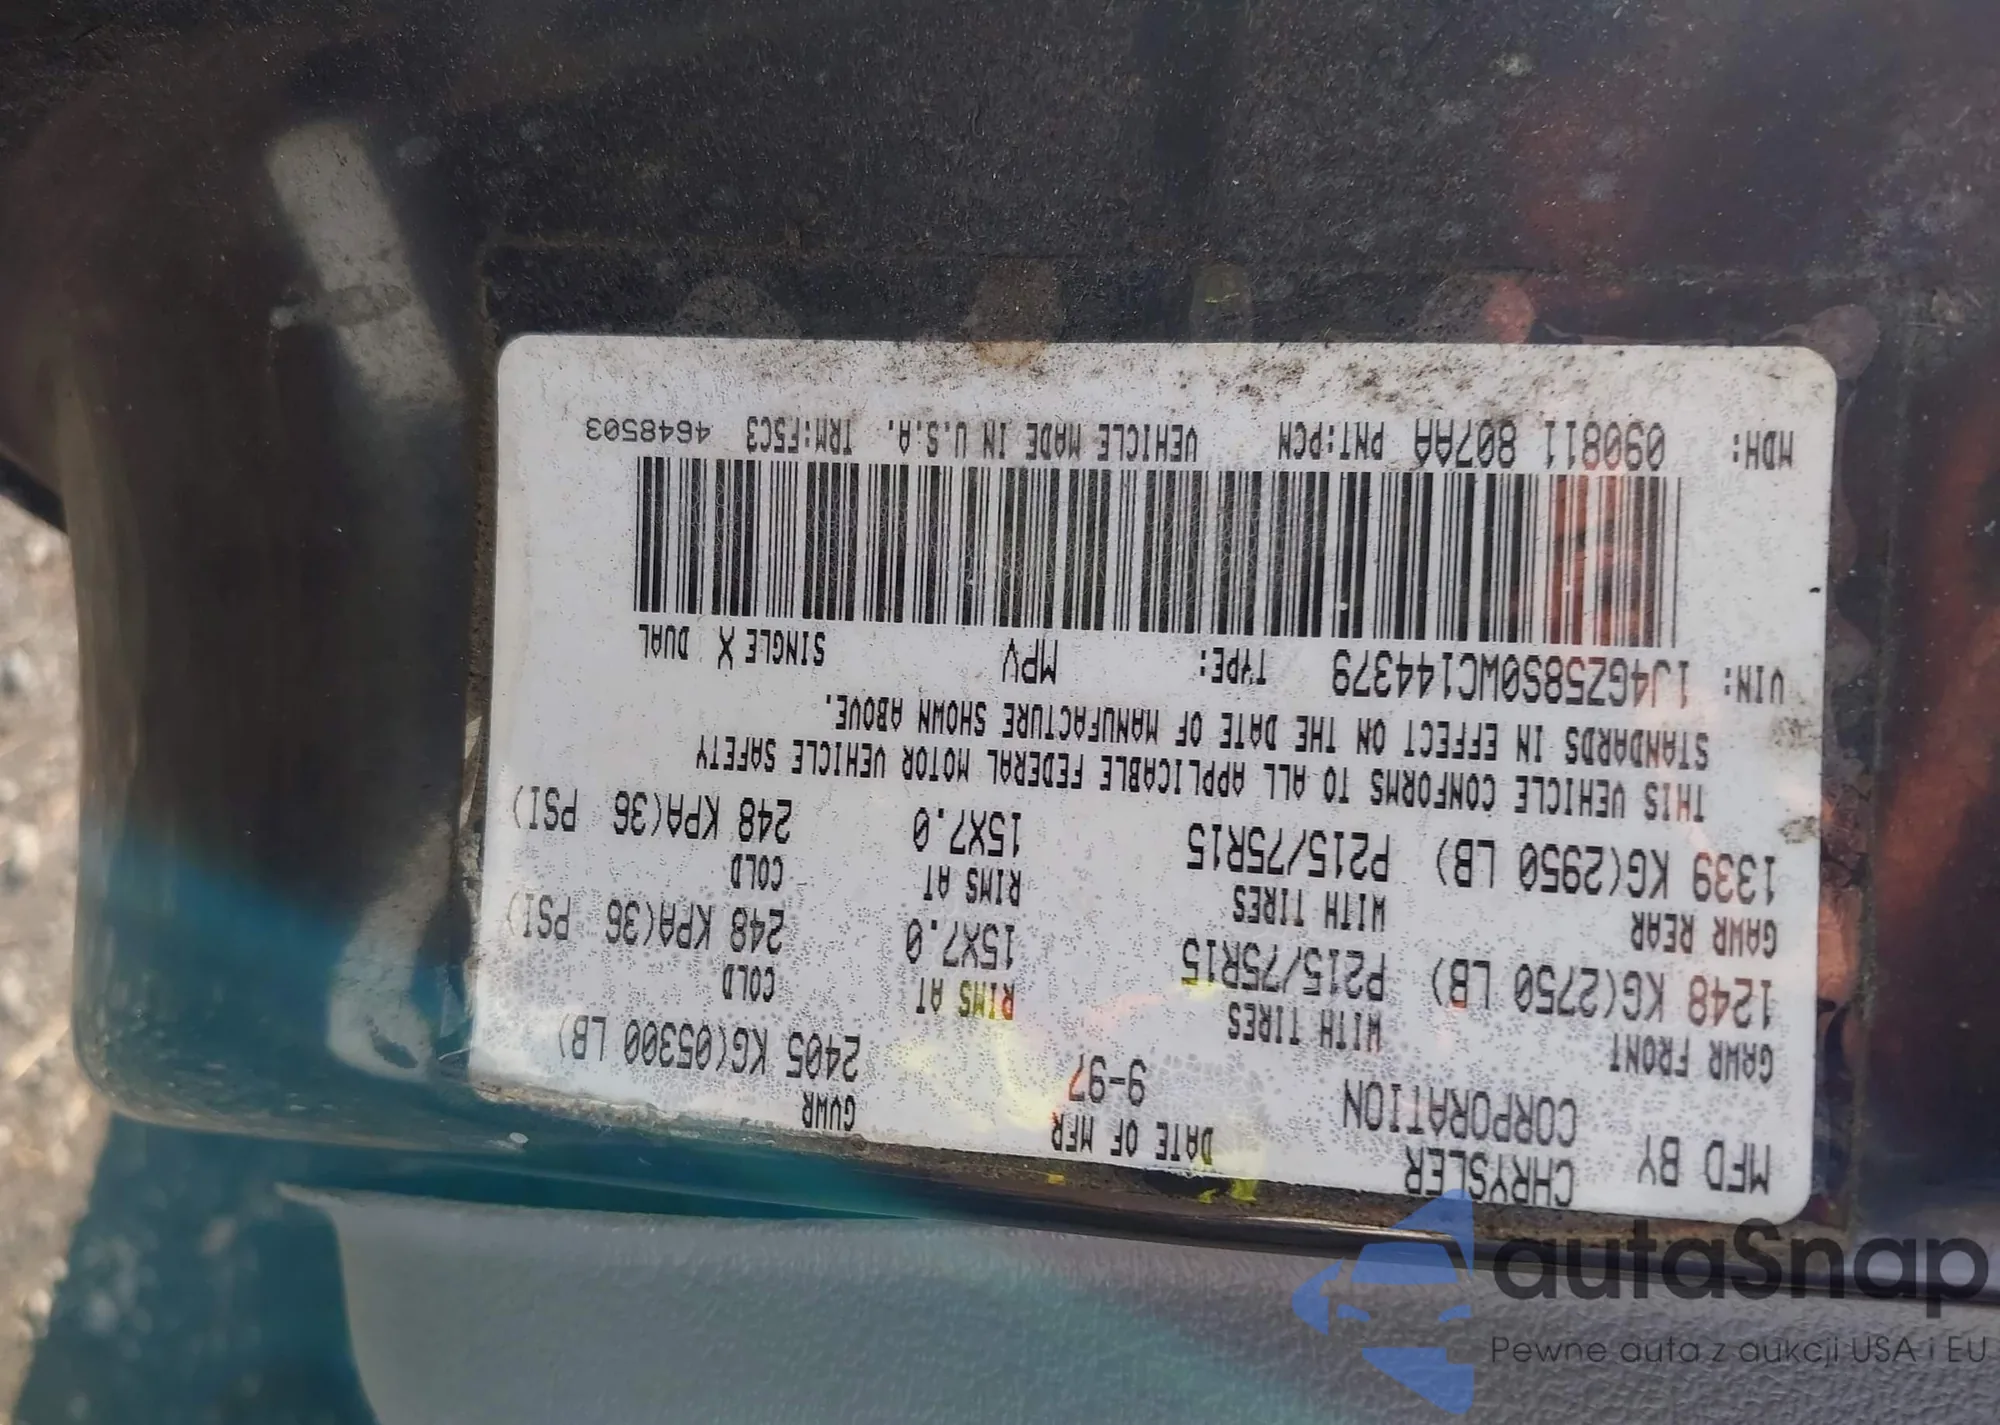 MFD BY CHRYSLER CORPORATION DATE OF MFR 9-97 GVWR 2405 KG(05300 LB)
GAWR FRONT WITH TIRES RIMS AT COLD
1248 KG(2750 LB) P215/75R15 15X7.0 248 KPA(36 PSI)
GAWR REAR WITH TIRES RIMS AT COLD
1339 KG(2950 LB) P215/75R15 15X7.0 248 KPA(36 PSI)
THIS VEHICLE CONFORMS TO ALL APPLICABLE FEDERAL MOTOR VEHICLE SAFETY
STANDARDS IN EFFECT ON THE DATE OF MANUFACTURE SHOWN ABOVE.
VIN: 1J4GZ58S0WC144379 TYPE: MPV SINGLE X DUAL
MDH: 090811 807AA PNT:PCN VEHICLE MADE IN U.S.A. TRM:F5C3 4648503
autaSnap
Pewne auta z aukcji USA i EU